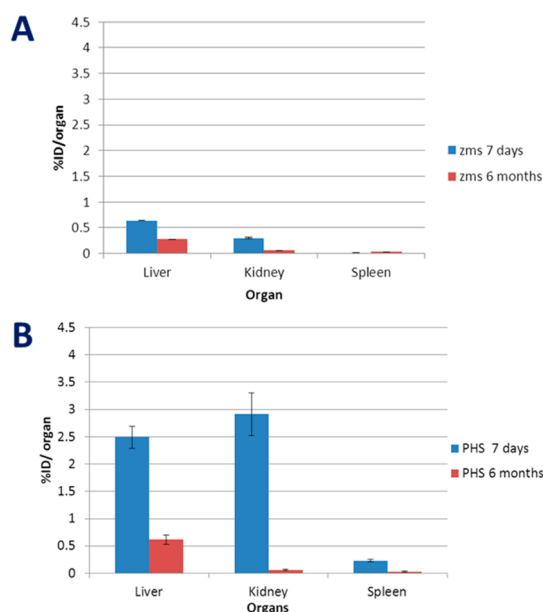 A
4.5
4
3.5
3
2.5
2
1.5
1
0.5
0
%ID/organ
Liver
Kidney
Spleen
Organ
zms 7 days
zms 6 months
B
4.5
4
3.5
3
2.5
2
1.5
1
0.5
0
%ID/ organ
Liver
Kidney
Spleen
Organs
PHS 7 days
PHS 6 months